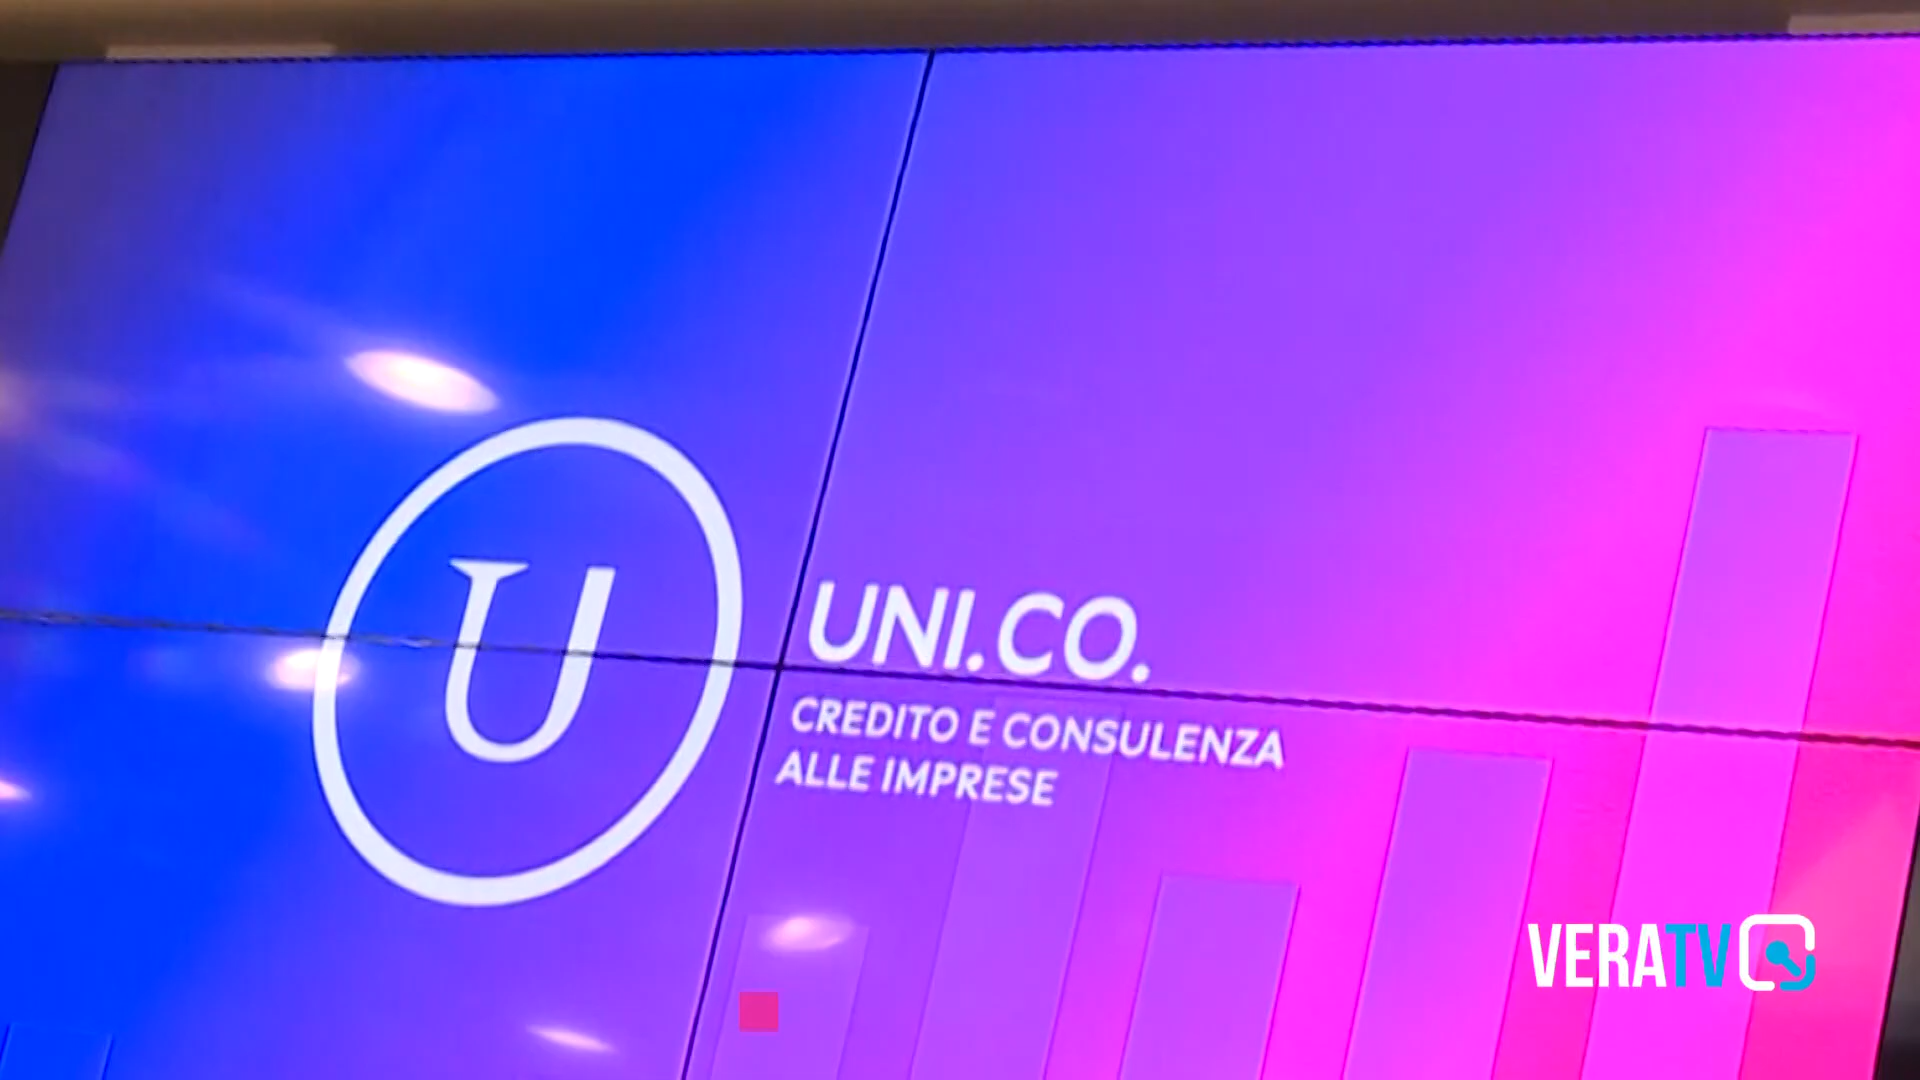 U
UNI.CO.
CREDITO E CONSULENZA
ALLE IMPRESE
VERATV